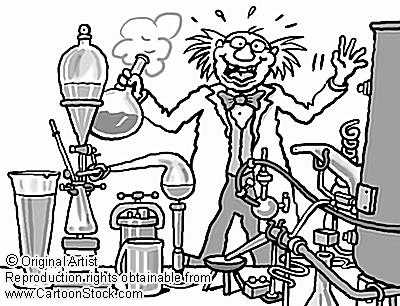 © Original Artist
Reproduction rights obtainable from
www.CartoonStock.com